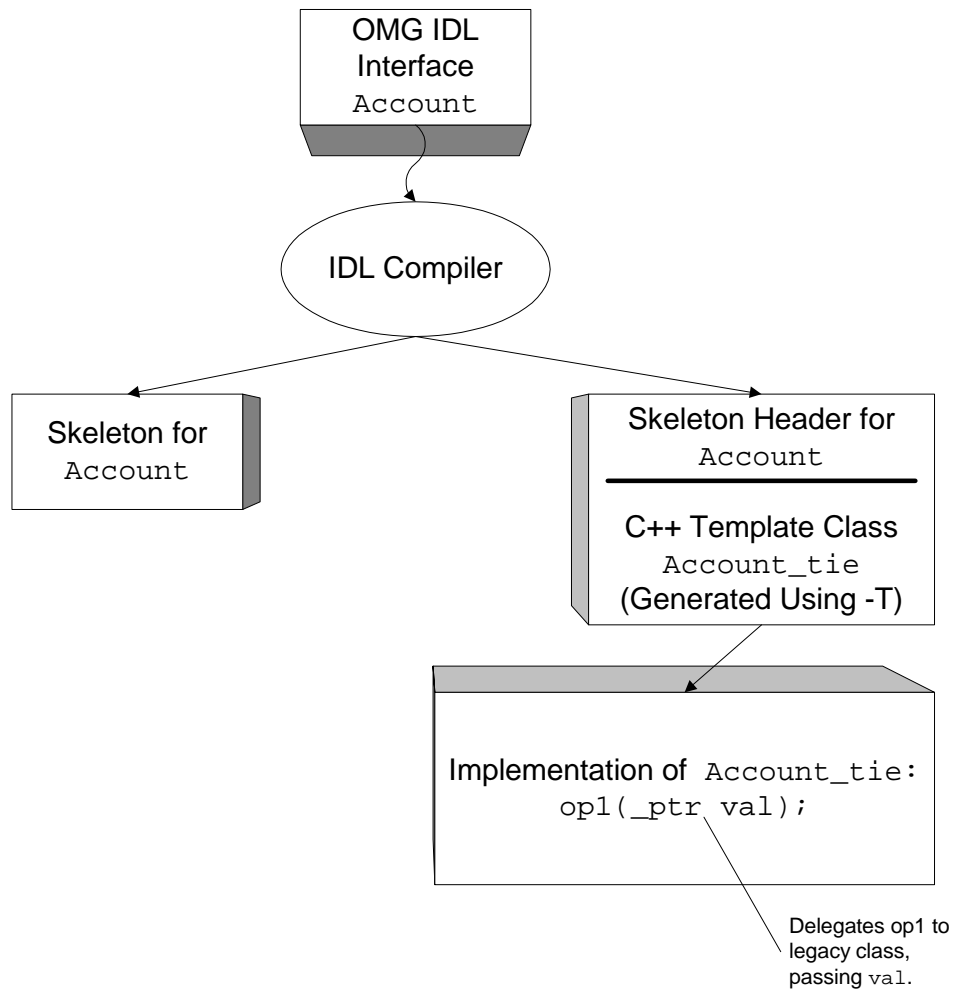 OMG IDL
Interface
Account
IDL Compiler
Skeleton for
Account
Skeleton Header for
Account
C++ Template Class
Account_tie
(Generated Using -T)
Implementation of Account_tie:
op1(_ptr val);
Delegates op1 to
legacy class,
passing val.